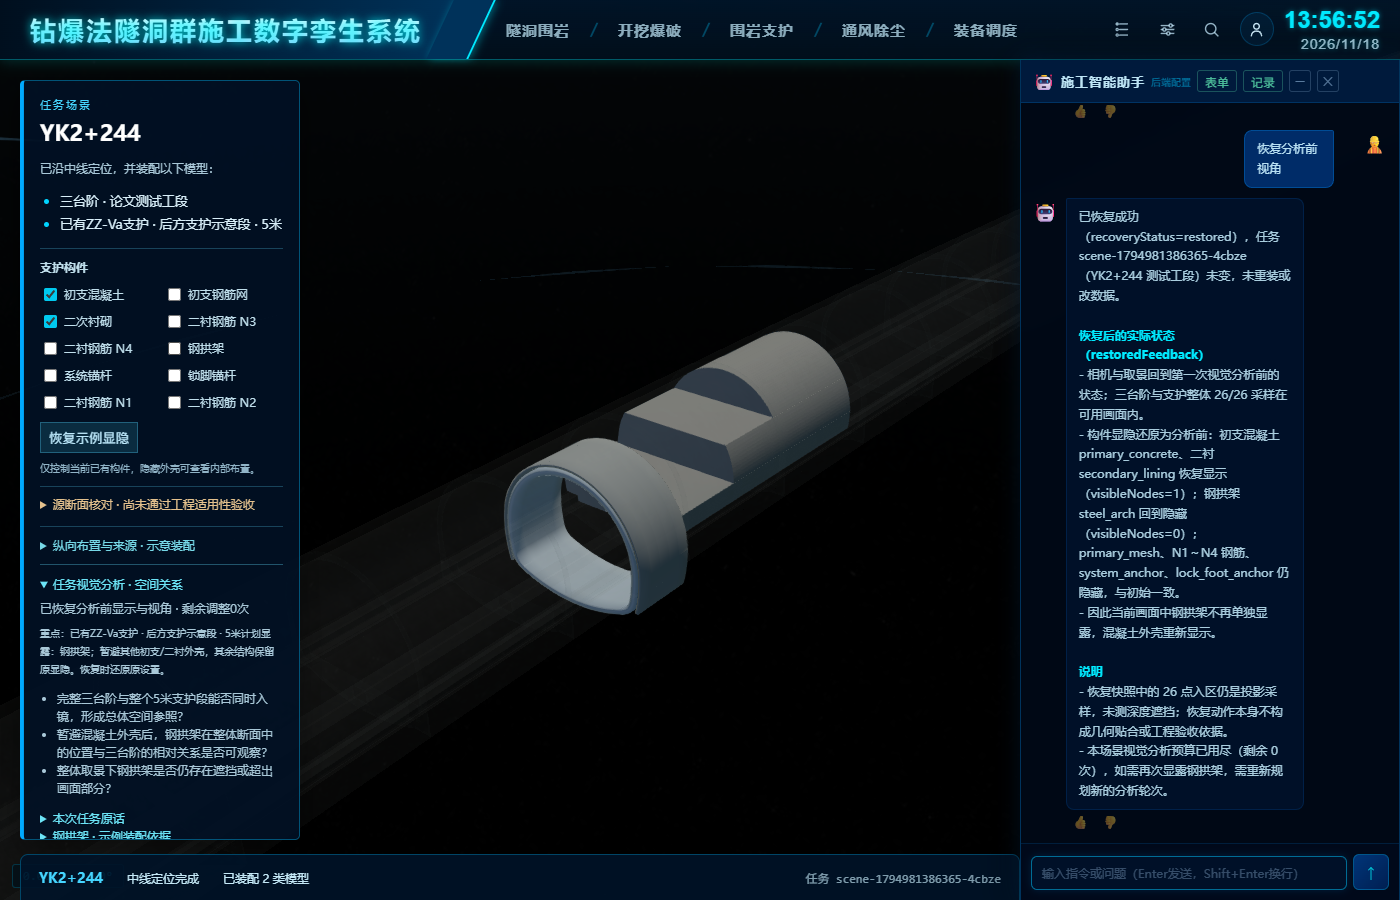 钻爆法隧洞群施工数字孪生系统
隧洞围岩 / 开挖爆破 / 围岩支护 / 通风除尘 / 装备调度
13:56:52
2026/11/18
任务场景
YK2+244
已沿中线定位，并装配以下模型：
三台阶 · 论文测试工段
已有ZZ-Va支护 · 后方支护示意段 · 5米
支护构件
初支混凝土 初支钢筋网
二次衬砌 二衬钢筋 N3
二衬钢筋 N4 钢拱架
系统锚杆 锁脚锚杆
二衬钢筋 N1 二衬钢筋 N2
恢复示例显隐
仅控制当前已有构件，隐藏外壳可查看内部布置。
▶ 源断面核对 · 尚未通过工程适用性验收
▶ 纵向布置与来源 · 示意装配
▼ 任务视觉分析 · 空间关系
已恢复分析前显示与视角 · 剩余调整0次
重点：已有ZZ-Va支护 · 后方支护示意段 · 5米计划显
露：钢拱架；暂避其他初支/二衬外壳，其余结构保留
原显隐。恢复时还原原设置。
完整三台阶与整个5米支护段能否同时入
镜，形成总体空间参照？
暂避混凝土外壳后，钢拱架在整体断面中
的位置与三台阶的相对关系是否可观察？
整体取景下钢拱架是否仍存在遮挡或超出
画面部分？
▶ 本次任务原话
▶ 钢拱架 · 示例装配依据
YK2+244 中线定位完成 已装配 2 类模型 任务 scene-1794981386365-4cbze
施工智能助手 后端配置 表单 记录
恢复分析前
视角
已恢复成功
（recoveryStatus=restored），任务
scene-1794981386365-4cbze
（YK2+244 测试工段）未变，未重装或
改数据。
恢复后的实际状态
（restoredFeedback）
- 相机与取景回到第一次视觉分析前的
状态；三台阶与支护整体 26/26 采样在
可用画面内。
- 构件显隐还原为分析前：初支混凝土
primary_concrete、二衬
secondary_lining 恢复显示
（visibleNodes=1）；钢拱架
steel_arch 回到隐藏
（visibleNodes=0）；
primary_mesh、N1～N4 钢筋、
system_anchor、lock_foot_anchor 仍
隐藏，与初始一致。
- 因此当前画面中钢拱架不再单独显
露，混凝土外壳重新显示。
说明
- 恢复快照中的 26 点入区仍是投影采
样，未测深度遮挡；恢复动作本身不构
成几何贴合或工程验收依据。
- 本场景视觉分析预算已用尽（剩余 0
次），如需再次显露钢拱架，需重新规
划新的分析轮次。
输入指令或问题（Enter发送，Shift+Enter换行）